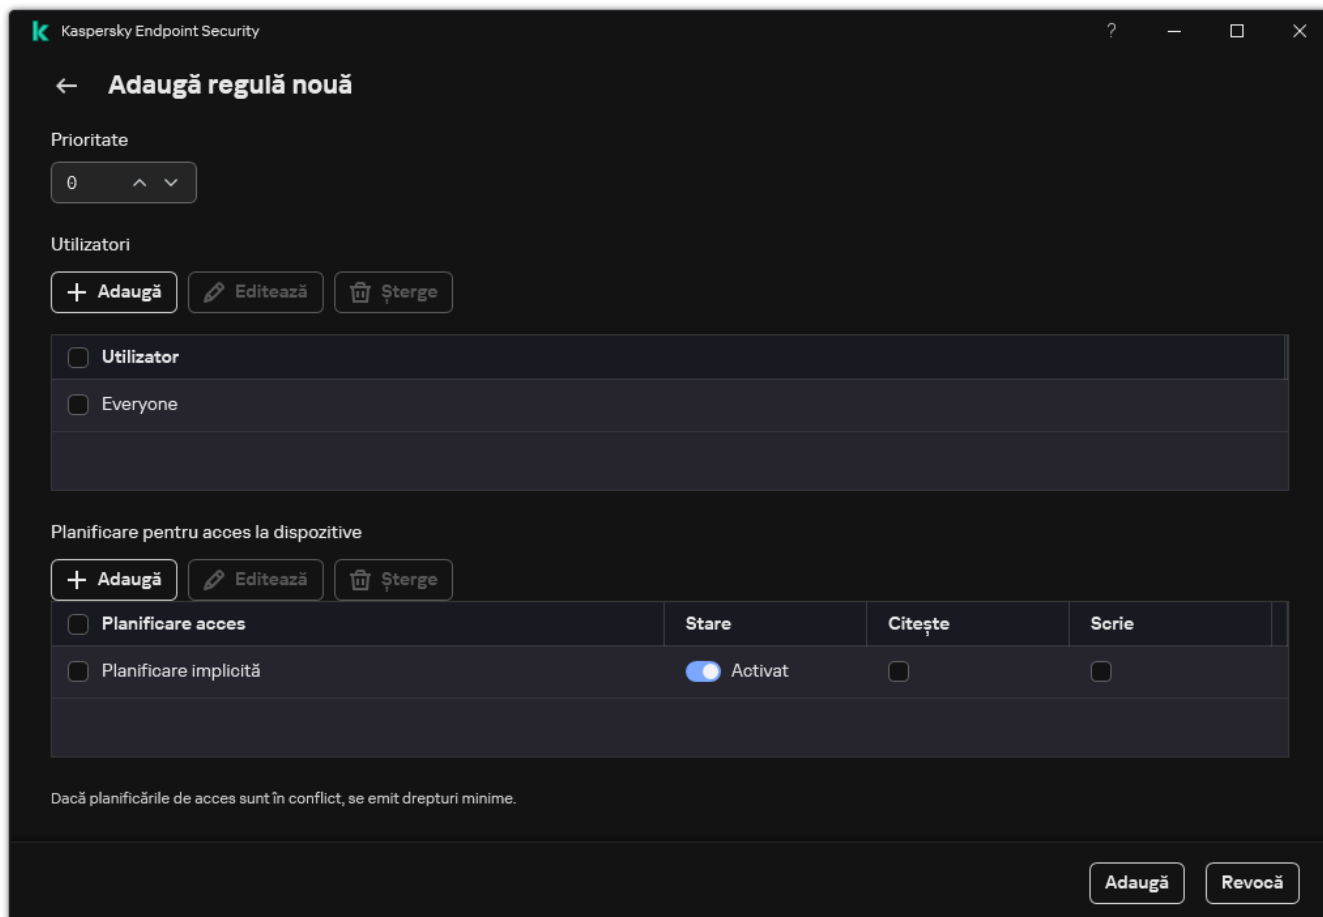 Kaspersky Endpoint Security
Adaugă regulă nouă
Prioritate
0
Utilizatori
Adaugă Editează Șterge
Utilizator
Everyone
Planificare pentru acces la dispozitive
Adaugă Editează Șterge
Planificare acces Stare Citește Scrie
Planificare implicită Activat
Dacă planificările de acces sunt în conflict, se emit drepturi minime.
Adaugă Revocă